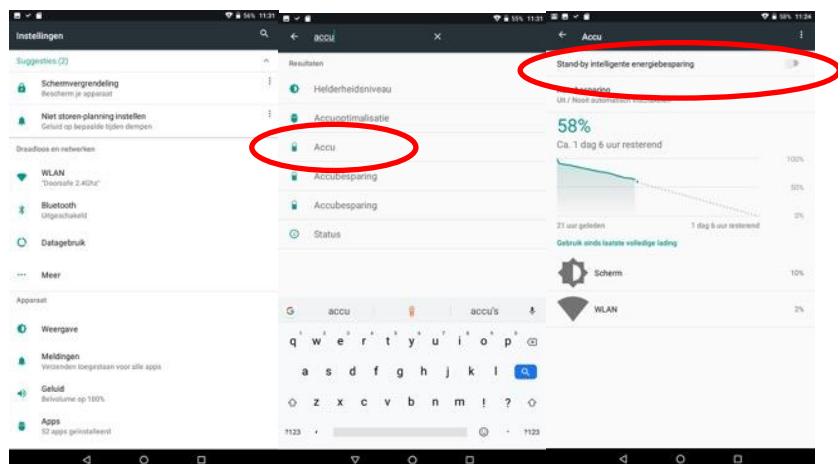 56% 11:31
Instellingen
Suggesties (2)
Schermvergrendeling
Bescherm je apparaat
Niet storen-planning instellen
Geluid op bepaalde tijden dempen
Draadloos en netwerken
WLAN
"Doorsafe 2.4Ghz"
Bluetooth
Uitgeschakeld
Datagebruik
Meer
Apparaat
Weergave
Meldingen
Verzenden toegestaan voor alle apps
Geluid
Belvolume op 100%
Apps
52 apps geïnstalleerd
55% 11:31
accu
Resultaten
Helderheidsniveau
Accuoptimalisatie
Accu
Accubesparing
Accubesparing
Status
G accu accu's
q w e r t y u i o p
a s d f g h j k l
z x c v b n m ! ?
?123 , . ?123
58% 11:24
Accu
Stand-by intelligente energiebesparing
Uit / Nooit automatisch
58%
Ca. 1 dag 6 uur resterend
100%
50%
0%
21 uur geleden 1 dag 6 uur resterend
Gebruik sinds laatste volledige lading
Scherm 10%
WLAN 2%